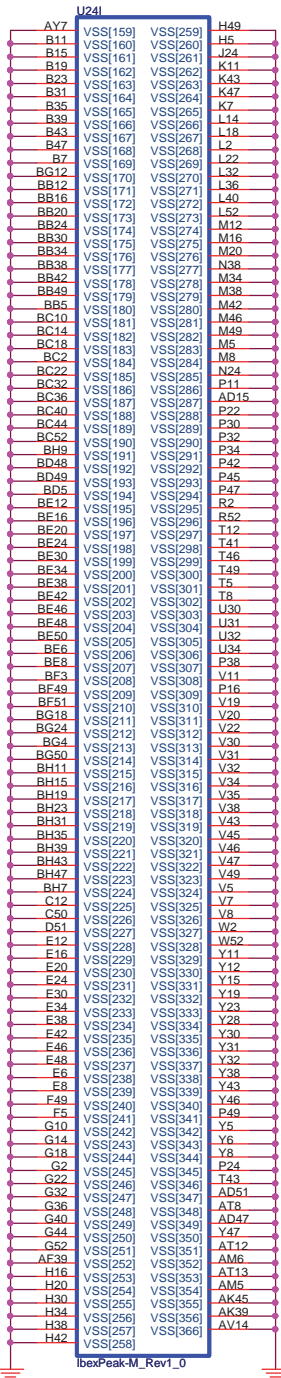 U24I
AY7 VSS[159] VSS[259] H49
B11 VSS[160] VSS[260] H5
B15 VSS[161] VSS[261] J24
B19 VSS[162] VSS[262] K11
B23 VSS[163] VSS[263] K43
B31 VSS[164] VSS[264] K47
B35 VSS[165] VSS[265] K7
B39 VSS[166] VSS[266] L14
B43 VSS[167] VSS[267] L18
B47 VSS[168] VSS[268] L2
B7 VSS[169] VSS[269] L22
BG12 VSS[170] VSS[270] L32
BB12 VSS[171] VSS[271] L36
BB16 VSS[172] VSS[272] L40
BB20 VSS[173] VSS[273] L52
BB24 VSS[174] VSS[274] M12
BB30 VSS[175] VSS[275] M16
BB34 VSS[176] VSS[276] M20
BB38 VSS[177] VSS[277] N38
BB42 VSS[178] VSS[278] M34
BB49 VSS[179] VSS[279] M38
BB5 VSS[180] VSS[280] M42
BC10 VSS[181] VSS[281] M46
BC14 VSS[182] VSS[282] M49
BC18 VSS[183] VSS[283] M5
BC2 VSS[184] VSS[284] M8
BC22 VSS[185] VSS[285] N24
BC32 VSS[186] VSS[286] P11
BC36 VSS[187] VSS[287] AD15
BC40 VSS[188] VSS[288] P22
BC44 VSS[189] VSS[289] P30
BC52 VSS[190] VSS[290] P32
BH9 VSS[191] VSS[291] P34
BD48 VSS[192] VSS[292] P42
BD49 VSS[193] VSS[293] P45
BD5 VSS[194] VSS[294] P47
BE12 VSS[195] VSS[295] R2
BE16 VSS[196] VSS[296] R52
BE20 VSS[197] VSS[297] T12
BE24 VSS[198] VSS[298] T41
BE30 VSS[199] VSS[299] T46
BE34 VSS[200] VSS[300] T49
BE38 VSS[201] VSS[301] T5
BE42 VSS[202] VSS[302] T8
BE46 VSS[203] VSS[303] U30
BE48 VSS[204] VSS[304] U31
BE50 VSS[205] VSS[305] U32
BE6 VSS[206] VSS[306] U34
BE8 VSS[207] VSS[307] P38
BF3 VSS[208] VSS[308] V11
BF49 VSS[209] VSS[309] P16
BF51 VSS[210] VSS[310] V19
BG18 VSS[211] VSS[311] V20
BG24 VSS[212] VSS[312] V22
BG4 VSS[213] VSS[313] V30
BG50 VSS[214] VSS[314] V31
BH11 VSS[215] VSS[315] V32
BH15 VSS[216] VSS[316] V34
BH19 VSS[217] VSS[317] V35
BH23 VSS[218] VSS[318] V38
BH31 VSS[219] VSS[319] V43
BH35 VSS[220] VSS[320] V45
BH39 VSS[221] VSS[321] V46
BH43 VSS[222] VSS[322] V47
BH47 VSS[223] VSS[323] V49
BH7 VSS[224] VSS[324] V5
C12 VSS[225] VSS[325] V7
C50 VSS[226] VSS[326] V8
D51 VSS[227] VSS[327] W2
E12 VSS[228] VSS[328] W52
E16 VSS[229] VSS[329] Y11
E20 VSS[230] VSS[330] Y12
E24 VSS[231] VSS[331] Y15
E30 VSS[232] VSS[332] Y19
E34 VSS[233] VSS[333] Y23
E38 VSS[234] VSS[334] Y28
E42 VSS[235] VSS[335] Y30
E46 VSS[236] VSS[336] Y31
E48 VSS[237] VSS[337] Y32
E6 VSS[238] VSS[338] Y38
E8 VSS[239] VSS[339] Y43
F49 VSS[240] VSS[340] Y46
F5 VSS[241] VSS[341] P49
G10 VSS[242] VSS[342] Y5
G14 VSS[243] VSS[343] Y6
G18 VSS[244] VSS[344] Y8
G2 VSS[245] VSS[345] P24
G22 VSS[246] VSS[346] T43
G32 VSS[247] VSS[347] AD51
G36 VSS[248] VSS[348] AT8
G40 VSS[249] VSS[349] AD47
G44 VSS[250] VSS[350] Y47
G52 VSS[251] VSS[351] AT12
AF39 VSS[252] VSS[352] AM6
H16 VSS[253] VSS[353] AT13
H20 VSS[254] VSS[354] AM5
H30 VSS[255] VSS[355] AK45
H34 VSS[256] VSS[356] AK39
H38 VSS[257] VSS[366] AV14
H42 VSS[258]
IbexPeak-M_Rev1_0